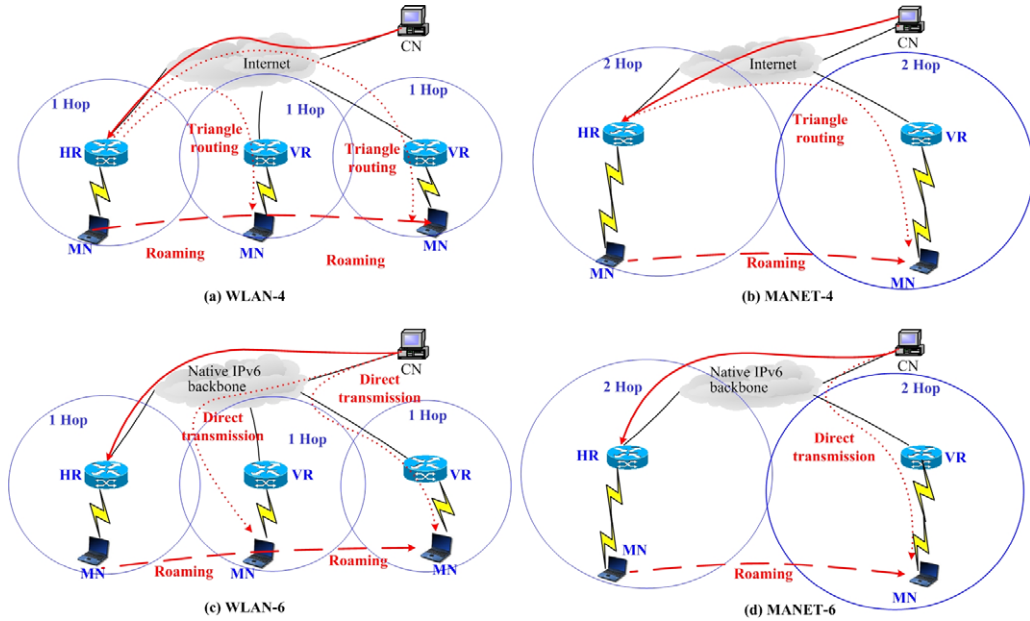 CN
Internet
1 Hop
1 Hop
1 Hop
HR
Triangle
routing
VR
Triangle
routing
VR
MN
Roaming
MN
Roaming
MN
(a) WLAN-4
CN
2 Hop
Internet
2 Hop
HR
Triangle
routing
VR
MN
Roaming
MN
(b) MANET-4
CN
Native IPv6
backbone
Direct
transmission
1 Hop
Direct
transmission
1 Hop
1 Hop
HR
VR
VR
MN
Roaming
MN
Roaming
MN
(c) WLAN-6
CN
2 Hop
Native IPv6
backbone
2 Hop
HR
Direct
transmission
VR
MN
MN
Roaming
MN
(d) MANET-6